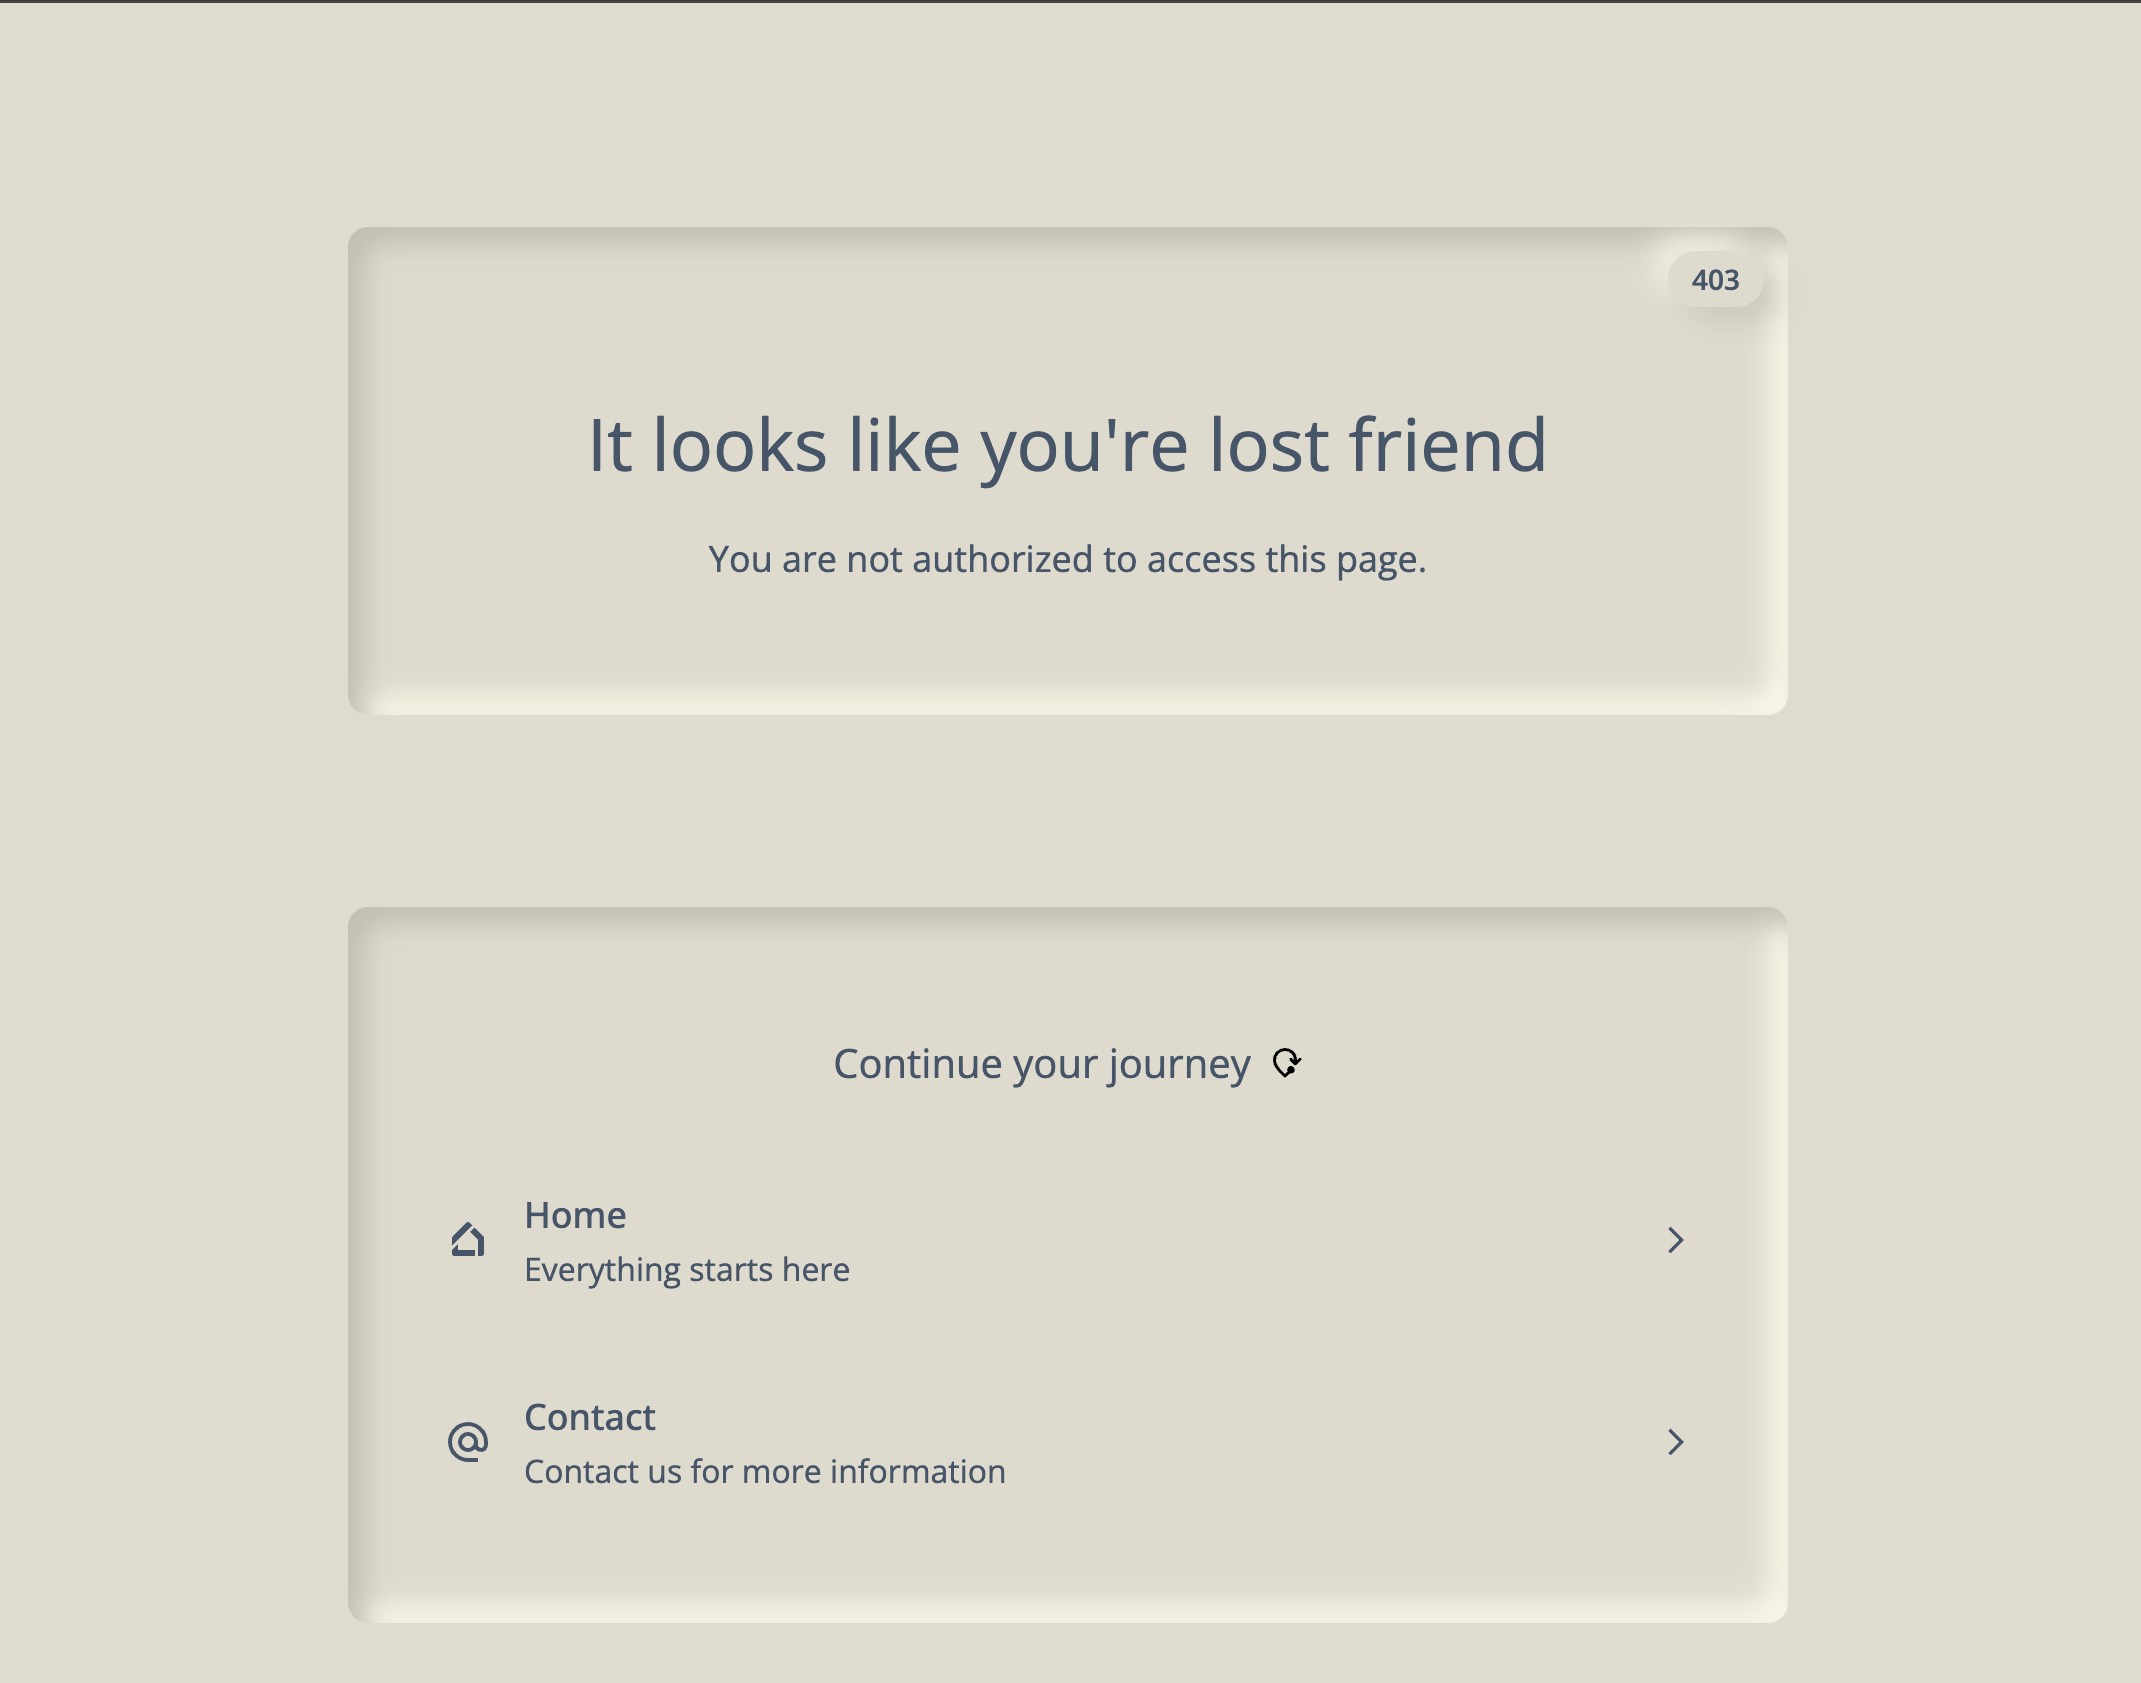 403
It looks like you're lost friend
You are not authorized to access this page.
Continue your journey
Home
Everything starts here
Contact
Contact us for more information